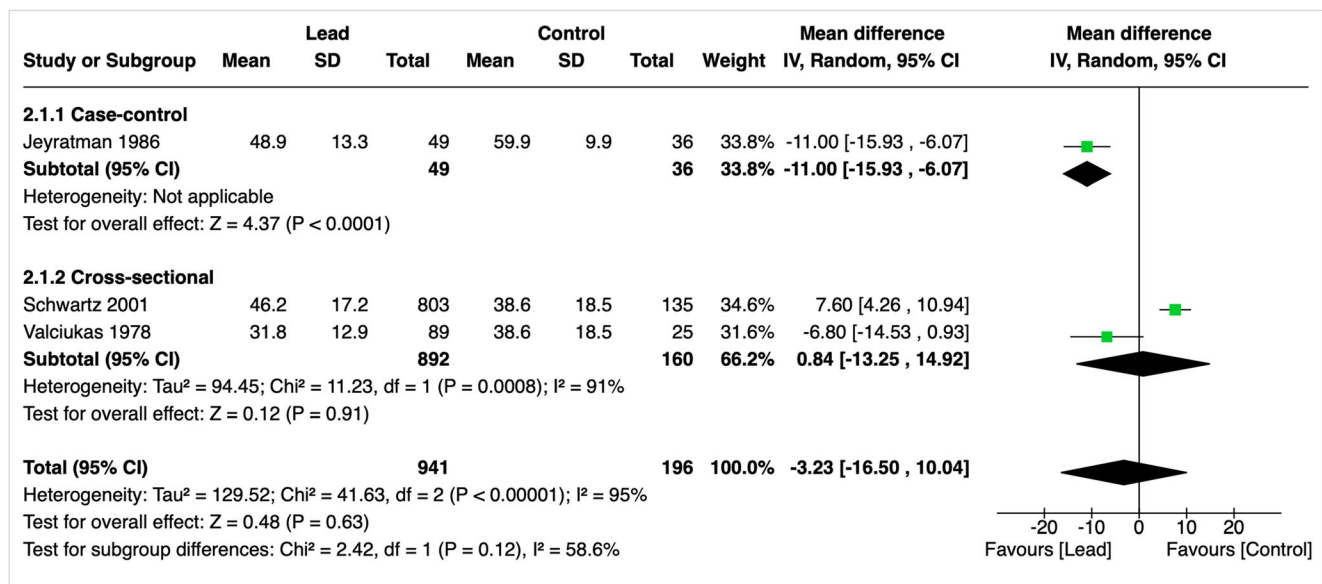 Lead Control Mean difference Mean difference
Study or Subgroup Mean SD Total Mean SD Total Weight IV, Random, 95% CI IV, Random, 95% CI
2.1.1 Case-control
Jeyratman 1986 48.9 13.3 49 59.9 9.9 36 33.8% -11.00 [-15.93 , -6.07]
Subtotal (95% CI) 49 36 33.8% -11.00 [-15.93 , -6.07]
Heterogeneity: Not applicable
Test for overall effect: Z = 4.37 (P < 0.0001)
2.1.2 Cross-sectional
Schwartz 2001 46.2 17.2 803 38.6 18.5 135 34.6% 7.60 [4.26 , 10.94]
Valciukas 1978 31.8 12.9 89 38.6 18.5 25 31.6% -6.80 [-14.53 , 0.93]
Subtotal (95% CI) 892 160 66.2% 0.84 [-13.25 , 14.92]
Heterogeneity: Tau² = 94.45; Chi² = 11.23, df = 1 (P = 0.0008); I² = 91%
Test for overall effect: Z = 0.12 (P = 0.91)
Total (95% CI) 941 196 100.0% -3.23 [-16.50 , 10.04]
Heterogeneity: Tau² = 129.52; Chi² = 41.63, df = 2 (P < 0.00001); I² = 95%
Test for overall effect: Z = 0.48 (P = 0.63)
Test for subgroup differences: Chi² = 2.42, df = 1 (P = 0.12), I² = 58.6%
-20 -10 0 10 20
Favours [Lead] Favours [Control]